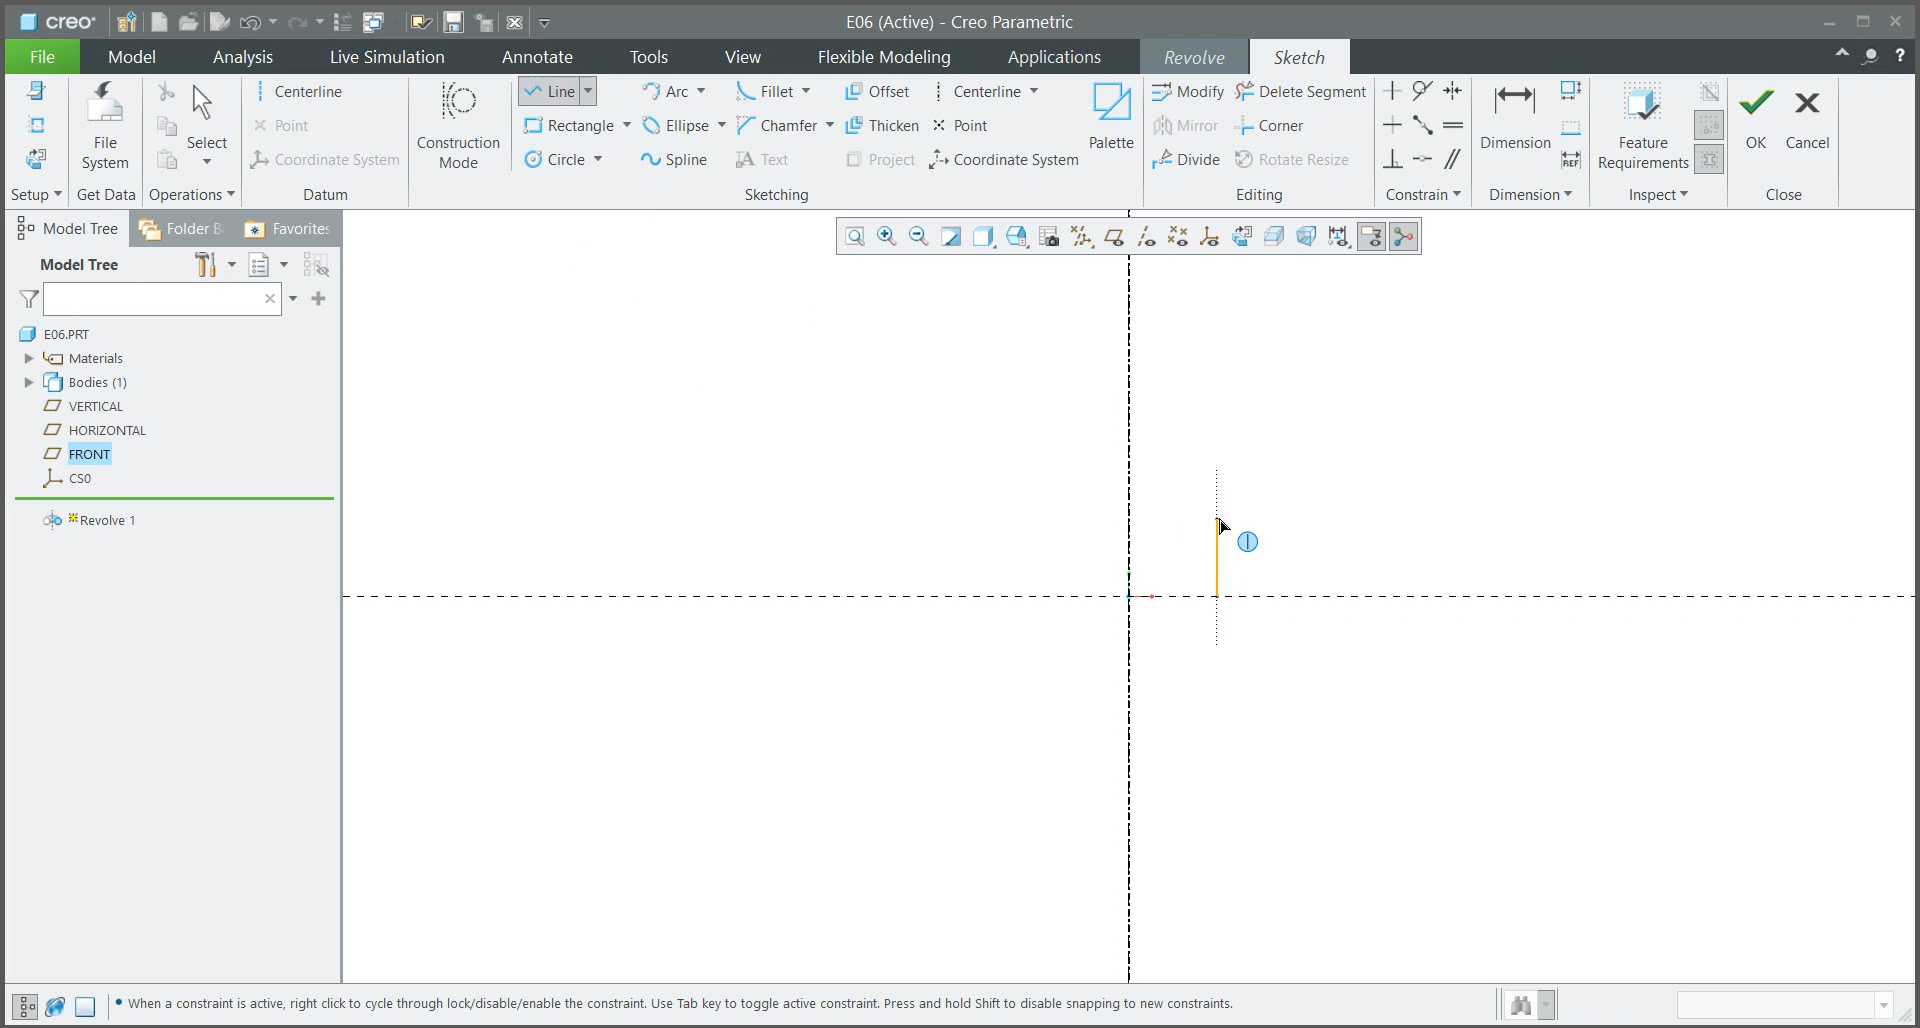 creo
E06 (Active) - Creo Parametric
File Model Analysis Live Simulation Annotate Tools View Flexible Modeling Applications Revolve Sketch
Centerline
Point
Coordinate System
File System
Select
Construction Mode
Line Arc Fillet Offset Centerline
Rectangle Ellipse Chamfer Thicken Point
Circle Spline Text Project Coordinate System
Palette
Modify Delete Segment
Mirror Corner
Divide Rotate Resize
Dimension
REF
Feature Requirements
OK Cancel
Setup Get Data Operations Datum Sketching Editing Constrain Dimension Inspect Close
Model Tree Folder B Favorites
Model Tree
E06.PRT
Materials
Bodies (1)
VERTICAL
HORIZONTAL
FRONT
CS0
Revolve 1
When a constraint is active, right click to cycle through lock/disable/enable the constraint. Use Tab key to toggle active constraint. Press and hold Shift to disable snapping to new constraints.